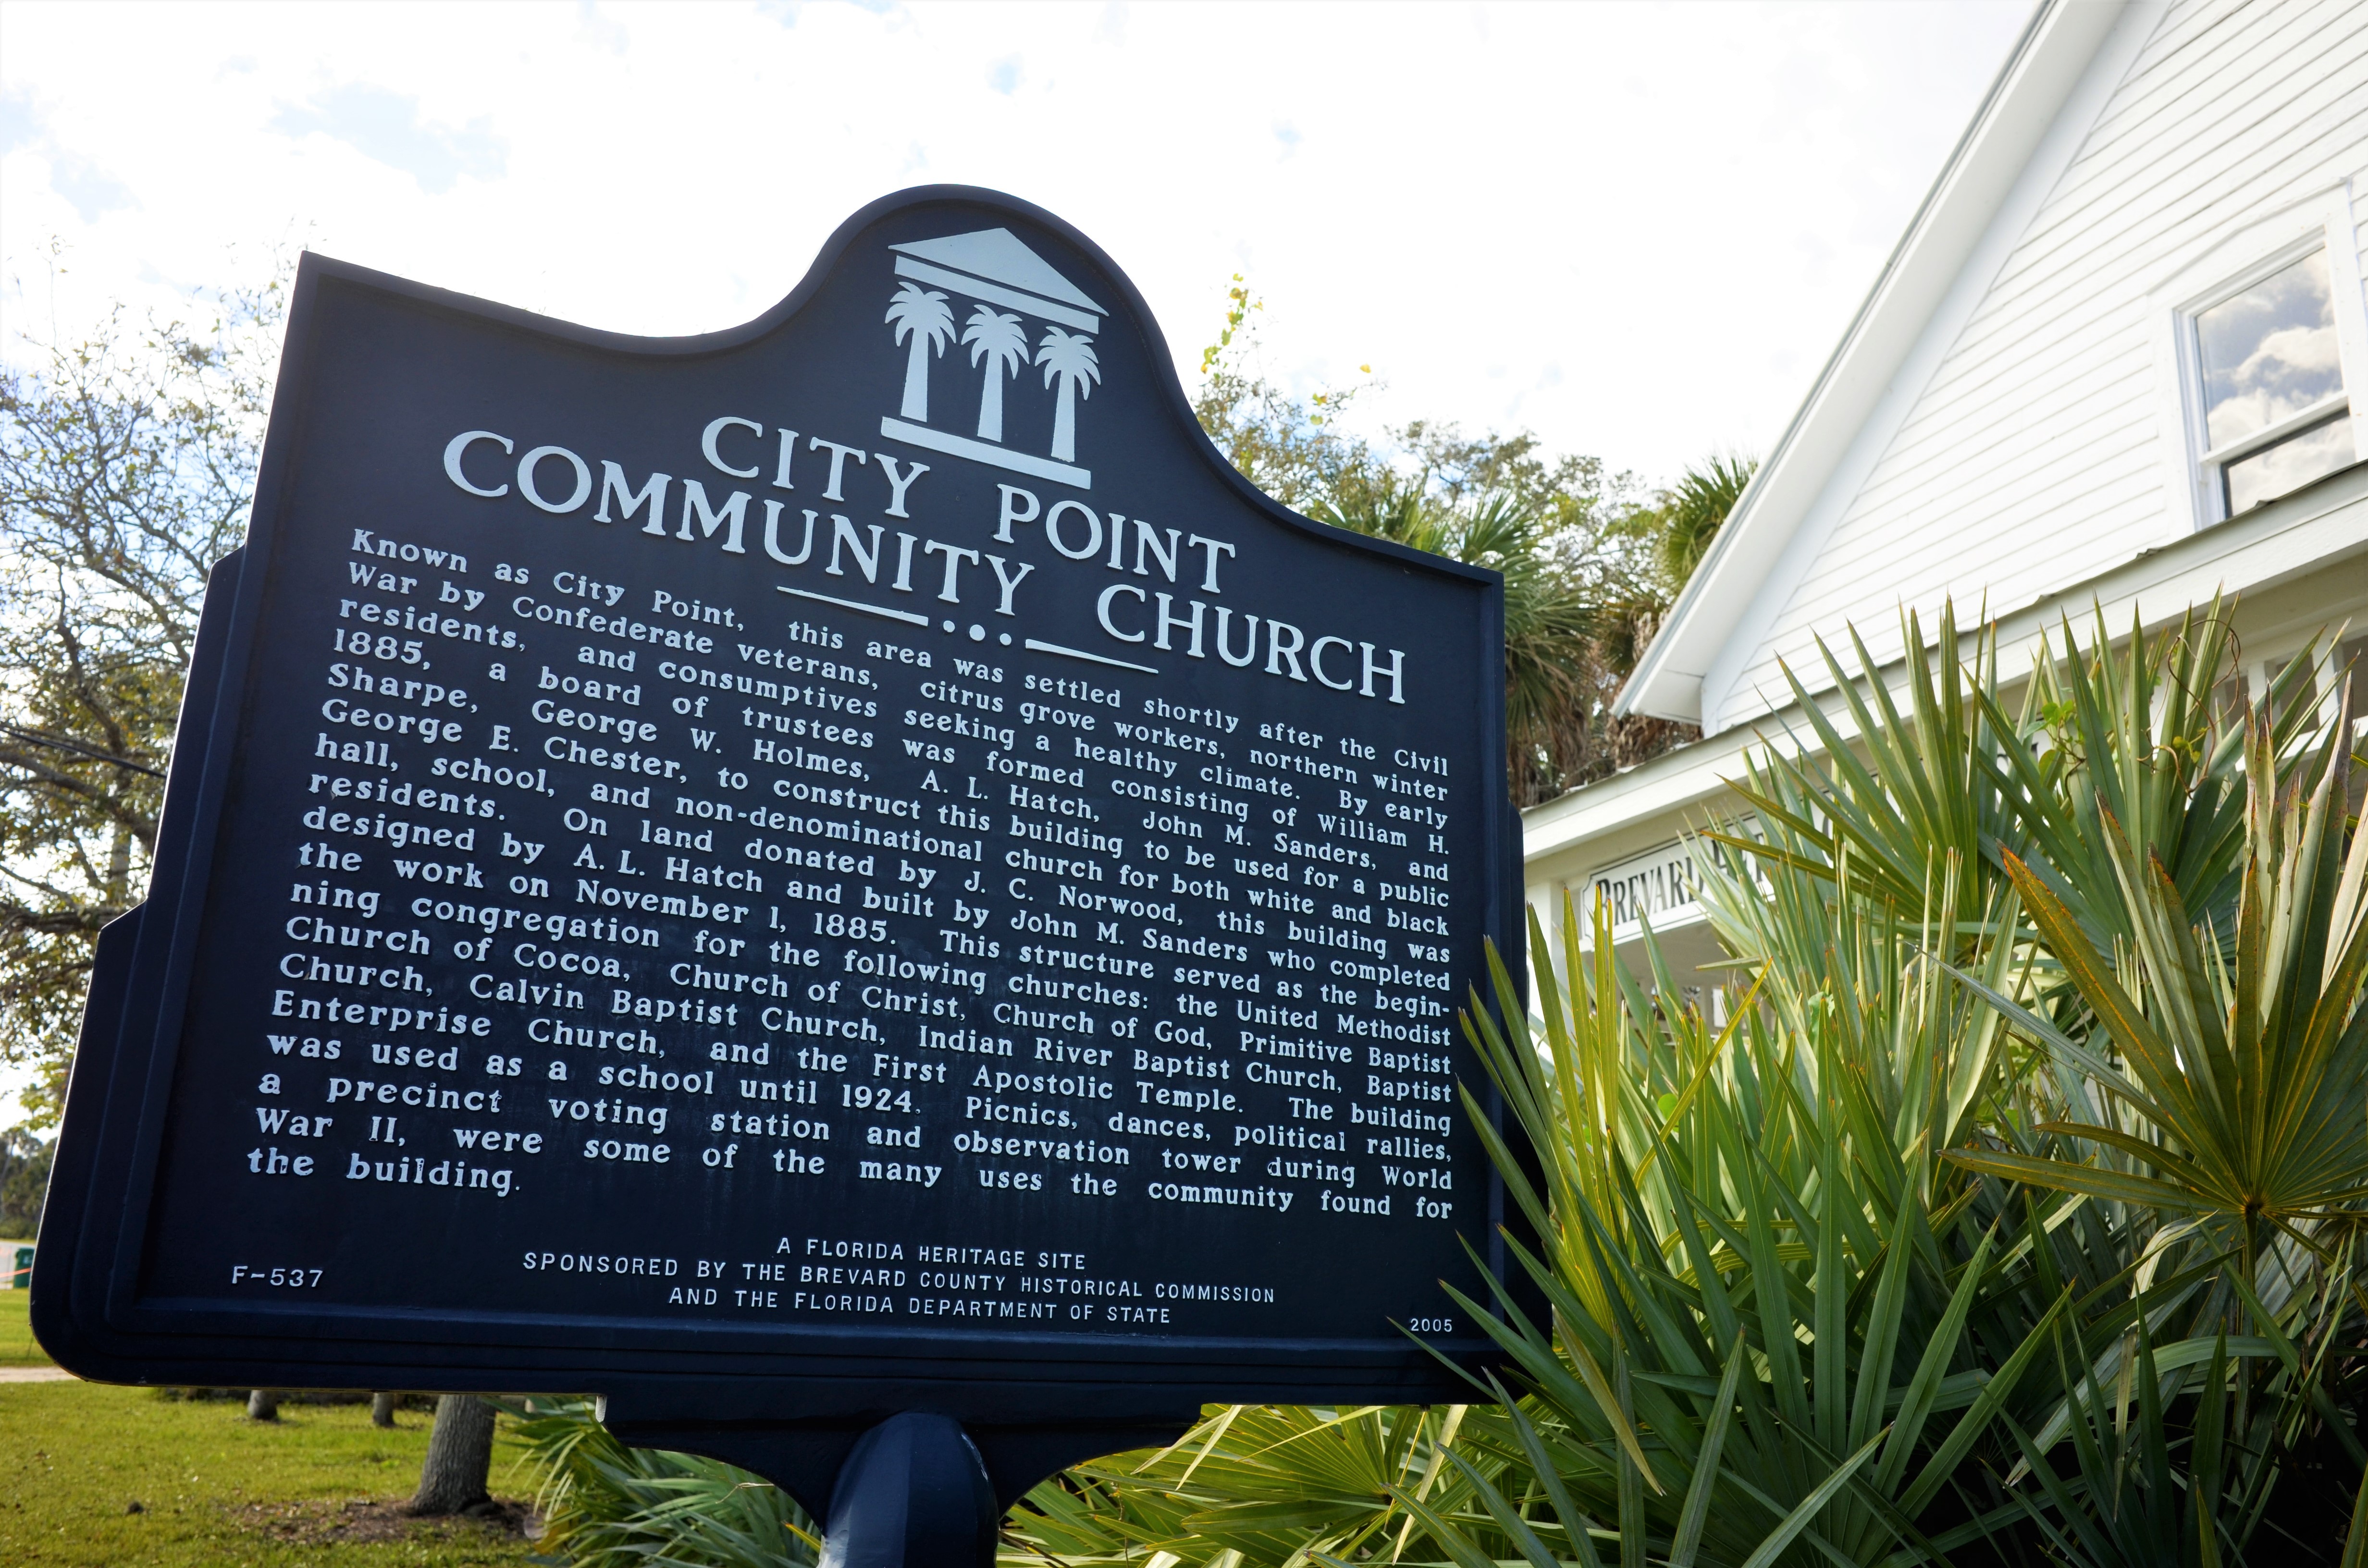 CITY POINT
COMMUNITY CHURCH
Known as City Point, this area was settled shortly after the Civil
War by Confederate veterans, citrus grove workers, northern winter
residents, and consumptives seeking a healthy climate. By early
1885, a board of trustees was formed consisting of William H.
Sharpe, George W. Holmes, A. L. Hatch, John M. Sanders, and
George E. Chester, to construct this building to be used for a public
hall, school, and non-denominational church for both white and black
residents. On land donated by J. C. Norwood, this building was
designed by A. L. Hatch and built by John M. Sanders who completed
the work on November 1, 1885. This structure served as the begin-
ning congregation for the following churches: the United Methodist
Church of Cocoa, Church of Christ, Church of God, Primitive Baptist
Church, Calvin Baptist Church, Indian River Baptist Church, Baptist
Enterprise Church, and the First Apostolic Temple. The building
was used as a school until 1924. Picnics, dances, political rallies,
a precinct voting station and observation tower during World
War II, were some of the many uses the community found for
the building.
A FLORIDA HERITAGE SITE
SPONSORED BY THE BREVARD COUNTY HISTORICAL COMMISSION
AND THE FLORIDA DEPARTMENT OF STATE
F-537
2005
BREVARD